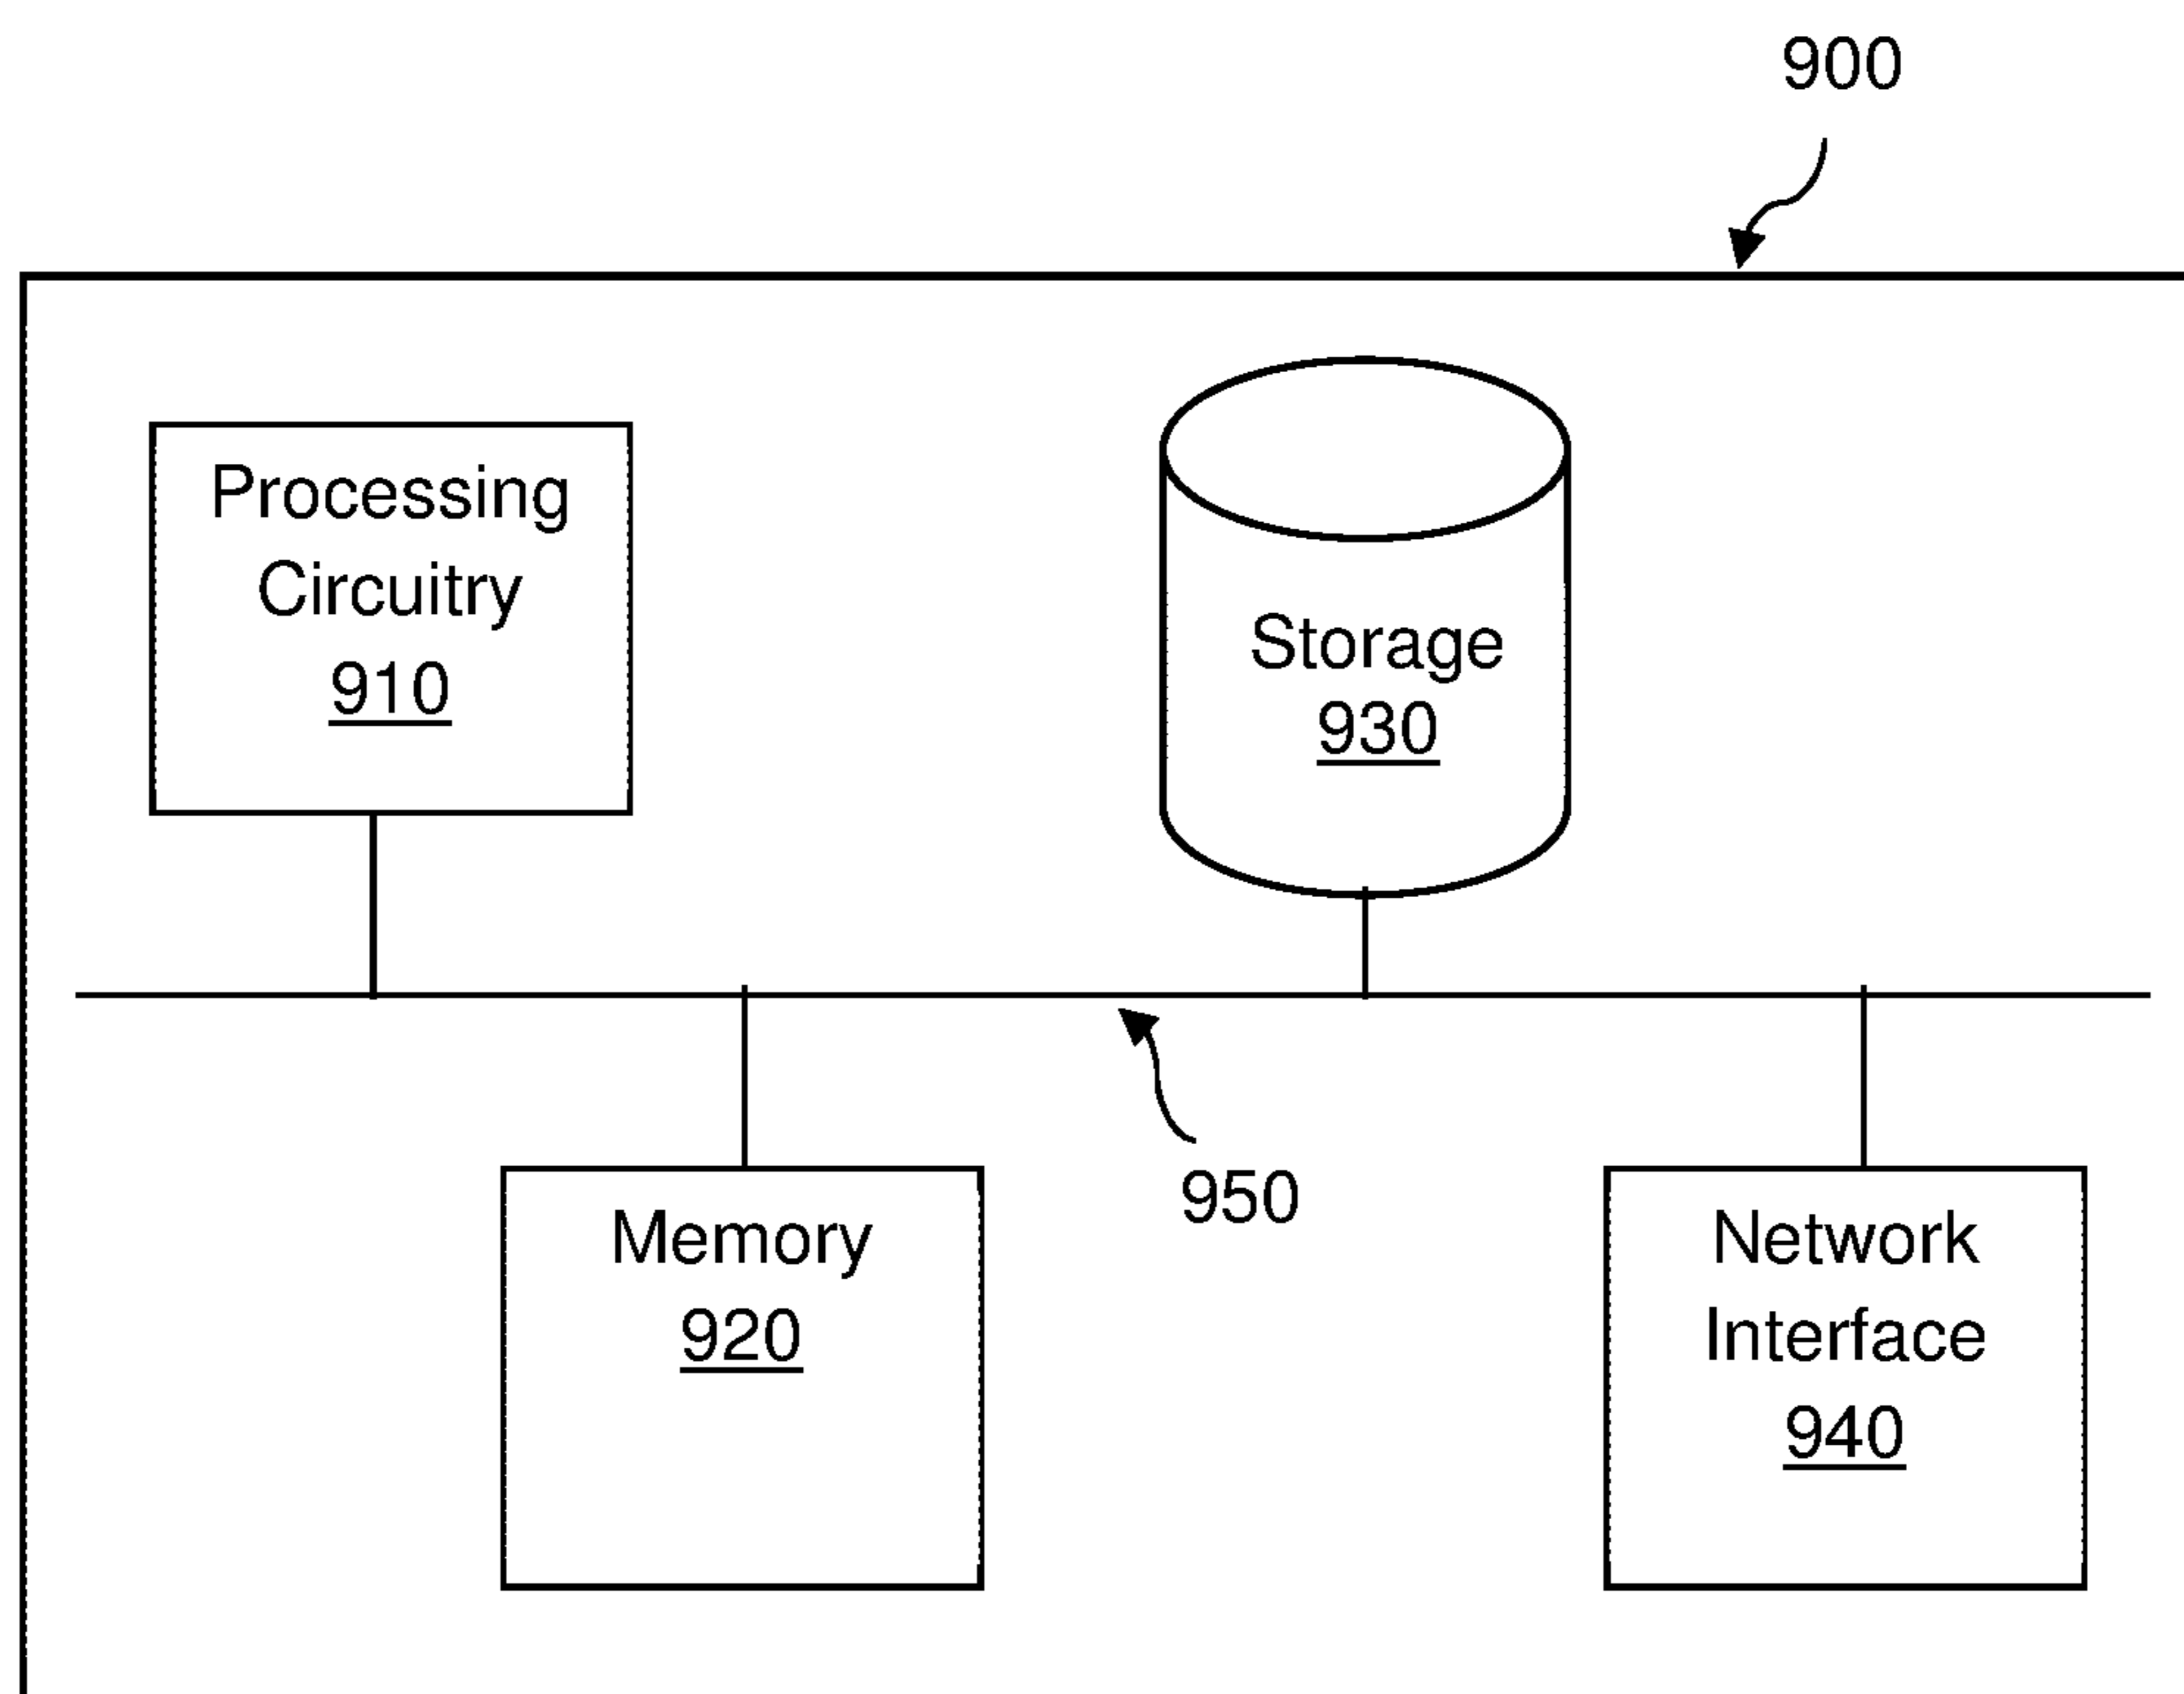 900
Processing
Circuitry
910
Storage
930
950
Memory
920
Network
Interface
940